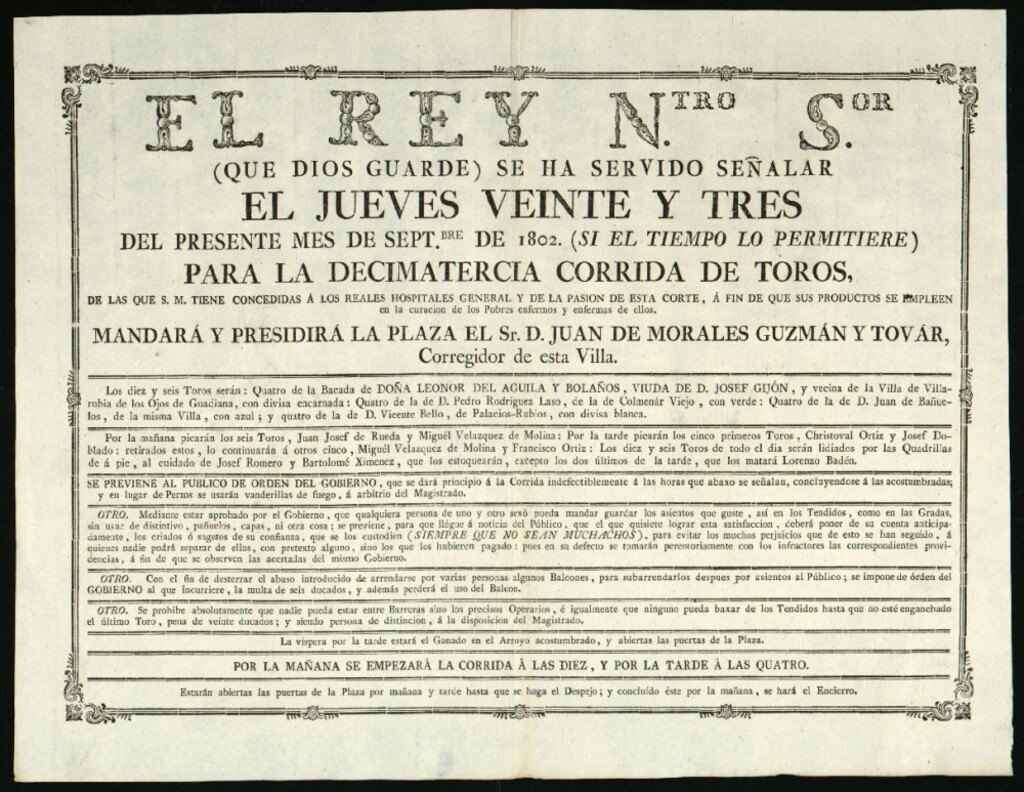 EL REY N.TRO S.OR
(QUE DIOS GUARDE) SE HA SERVIDO SEÑALAR
EL JUEVES VEINTE Y TRES
DEL PRESENTE MES DE SEPT.BRE DE 1802. (SI EL TIEMPO LO PERMITIERE)
PARA LA DECIMATERCIA CORRIDA DE TOROS,
DE LAS QUE S. M. TIENE CONCEDIDAS Á LOS REALES HOSPITALES GENERAL Y DE LA PASION DE ESTA CORTE, Á FIN DE QUE SUS PRODUCTOS SE EMPLEEN
en la curacion de los Pobres enfermos y enfermas de ellos.
MANDARÁ Y PRESIDIRÁ LA PLAZA EL Sr. D. JUAN DE MORALES GUZMÁN Y TOVÁR,
Corregidor de esta Villa.
Los diez y seis Toros serán: Quatro de la Bacada de DOÑA LEONOR DEL AGUILA Y BOLAÑOS, VIUDA DE D. JOSEF GIJÓN, y vecina de la Villa de Villa-
rubia de los Ojos de Guadiana, con divisa encarnada: Quatro de la de D. Pedro Rodriguez Laso, de la de Colmenár Viejo, con verde: Quatro de la de D. Juan de Bañue-
los, de la misma Villa, con azul; y quatro de la de D. Vicente Bello, de Palacios-Rubios, con divisa blanca.
Por la mañana picarán los seis Toros, Juan Josef de Rueda y Miguél Velazquez de Molina: Por la tarde picarán los cinco primeros Toros, Christoval Ortiz y Josef Do-
blado: retirados estos, lo continuarán á otros cinco, Miguél Velazquez de Molina y Francisco Ortiz: Los diez y seis Toros de todo el dia serán lidiados por las Quadrillas
de á pie, al cuidado de Josef Romero y Bartolomé Ximenez, que los estoquearán, excepto los dos últimos de la tarde, que los matará Lorenzo Badén.
SE PREVIENE AL PUBLICO DE ORDEN DEL GOBIERNO, que se dará principio á la Corrida indefectiblemente á las horas que abaxo se señalan, concluyendose á las acostumbradas;
y en lugar de Perros se usarán vanderillas de fuego, á arbitrio del Magistrado.
OTRO. Mediante estar aprobado por el Gobierno, que qualquiera persona de uno y otro sexô pueda mandar guardar los asientos que guste, así en los Tendidos, como en las Gradas,
sin usar de distintivo, pañuelos, capas, ni otra cosa; se previene, para que llégue á noticia del Público, que el que quisiere lograr esta satisfaccion, deberá poner de su cuenta anticipa-
damente, los criados ó sugetos de su confianza, que se los custodien (SIEMPRE QUE NO SEAN MUCHACHOS), para evitar los muchos perjuicios que de esto se han seguido, á
quienes nadie podrá separar de ellos, con pretexto alguno, sino los que los hubieren pagado: pues en su defecto se tomarán perentoriamente con los infractores las correspondientes provi-
dencias, á fin de que se observen las acertadas del mismo Gobierno.
OTRO. Con el fin de desterrar el abuso introducido de arrendarse por varias personas algunos Balcones, para subarrendarlos despues por asientos al Público; se impone de órden del
GOBIERNO al que incurriere, la multa de seis ducados, y además perderá el uso del Balcon.
OTRO. Se prohibe absolutamente que nadie pueda estar entre Barreras sino los precisos Operarios, é igualmente que ninguno pueda baxar de los Tendidos hasta que no esté enganchado
el último Toro, pena de veinte ducados; y siendo persona de distincion, á la disposicion del Magistrado.
La víspera por la tarde estará el Ganado en el Arroyo acostumbrado, y abiertas las puertas de la Plaza.
POR LA MAÑANA SE EMPEZARÁ LA CORRIDA Á LAS DIEZ, Y POR LA TARDE Á LAS QUATRO.
Estarán abiertas las puertas de la Plaza por mañana y tarde hasta que se haga el Despejo; y concluído éste por la mañana, se hará el Encierro.